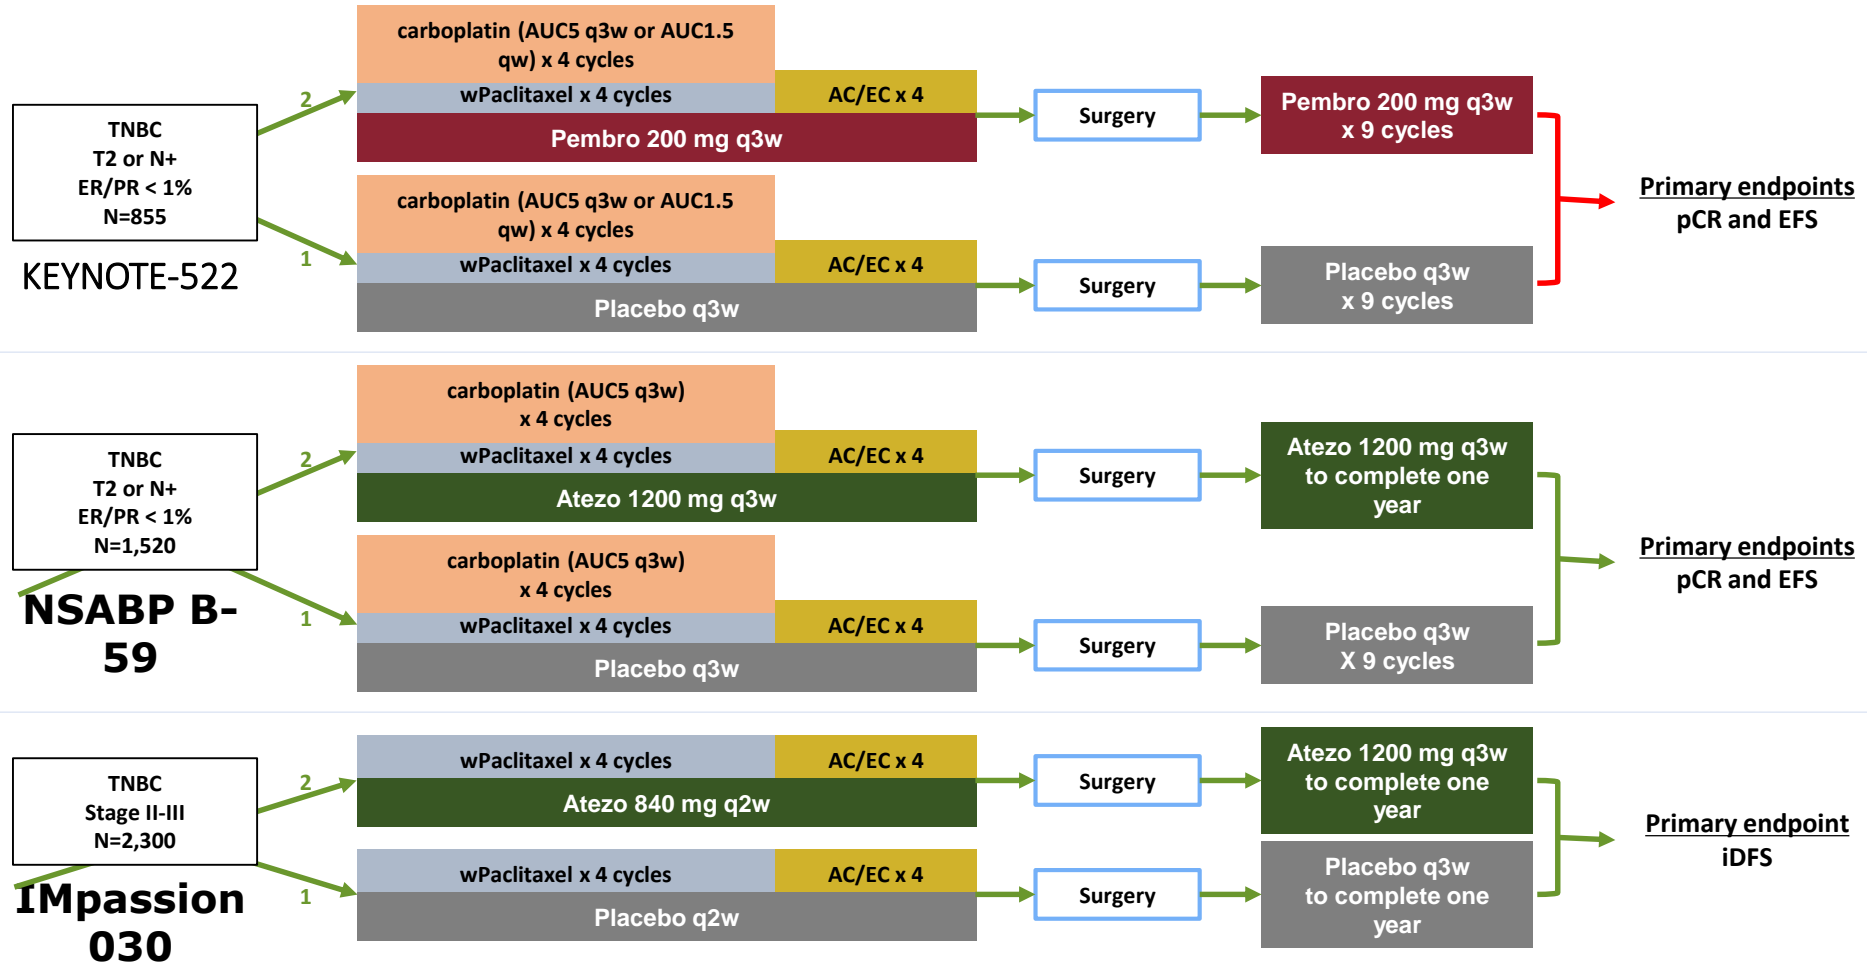 carboplatin (AUC5 q3w or AUC1.5
qw) x 4 cycles
wPaclitaxel x 4 cycles
AC/EC x 4
Pembro 200 mg q3w
2
TNBC
T2 or N+
ER/PR < 1%
N=855
KEYNOTE-522
1
carboplatin (AUC5 q3w or AUC1.5
qw) x 4 cycles
wPaclitaxel x 4 cycles
AC/EC x 4
Placebo q3w
Surgery
Pembro 200 mg q3w
x 9 cycles
Surgery
Placebo q3w
x 9 cycles
Primary endpoints
pCR and EFS
TNBC
T2 or N+
ER/PR < 1%
N=1,520
NSABP B-
59
2
carboplatin (AUC5 q3w)
x 4 cycles
wPaclitaxel x 4 cycles
AC/EC x 4
Atezo 1200 mg q3w
1
carboplatin (AUC5 q3w)
x 4 cycles
wPaclitaxel x 4 cycles
AC/EC x 4
Placebo q3w
Surgery
Atezo 1200 mg q3w
to complete one
year
Surgery
Placebo q3w
X 9 cycles
Primary endpoints
pCR and EFS
TNBC
Stage II-III
N=2,300
IMpassion
030
2
wPaclitaxel x 4 cycles
AC/EC x 4
Atezo 840 mg q2w
1
wPaclitaxel x 4 cycles
AC/EC x 4
Placebo q2w
Surgery
Atezo 1200 mg q3w
to complete one
year
Surgery
Placebo q3w
to complete one
year
Primary endpoint
iDFS